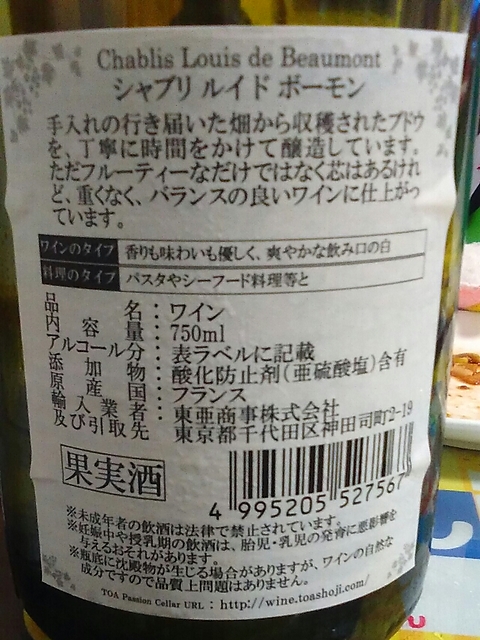 Chablis Louis de Beaumont
シャブリ ルイド ボーモン
手入れの行き届いた畑から収穫されたブドウ
を、丁寧に時間をかけて醸造しています。
ただフルーティーなだけではなく芯はあるけれ
ど、重くなく、バランスの良いワインに仕上がっ
ています。
ワインのタイプ 香りも味わいも優しく、爽やかな飲み口の白
料理のタイプ パスタやシーフード料理等と
品名：ワイン
内容量：750ml
アルコール分：表ラベルに記載
添加物：酸化防止剤(亜硫酸塩)含有
原産国：フランス
輸入業者：東亜商事株式会社
及び引取先 東京都千代田区神田司町2-19
果実酒
4 995205 527567
※未成年者の飲酒は法律で禁止されています。
※妊娠中や授乳期の飲酒は、胎児・乳児の発育に悪影響を
与えるおそれがあります。
※瓶底に沈殿物が生じる場合がありますが、ワインの自然な
成分ですので品質上問題はありません。
TOA Passion Cellar URL : http://wine.toashoji.com/